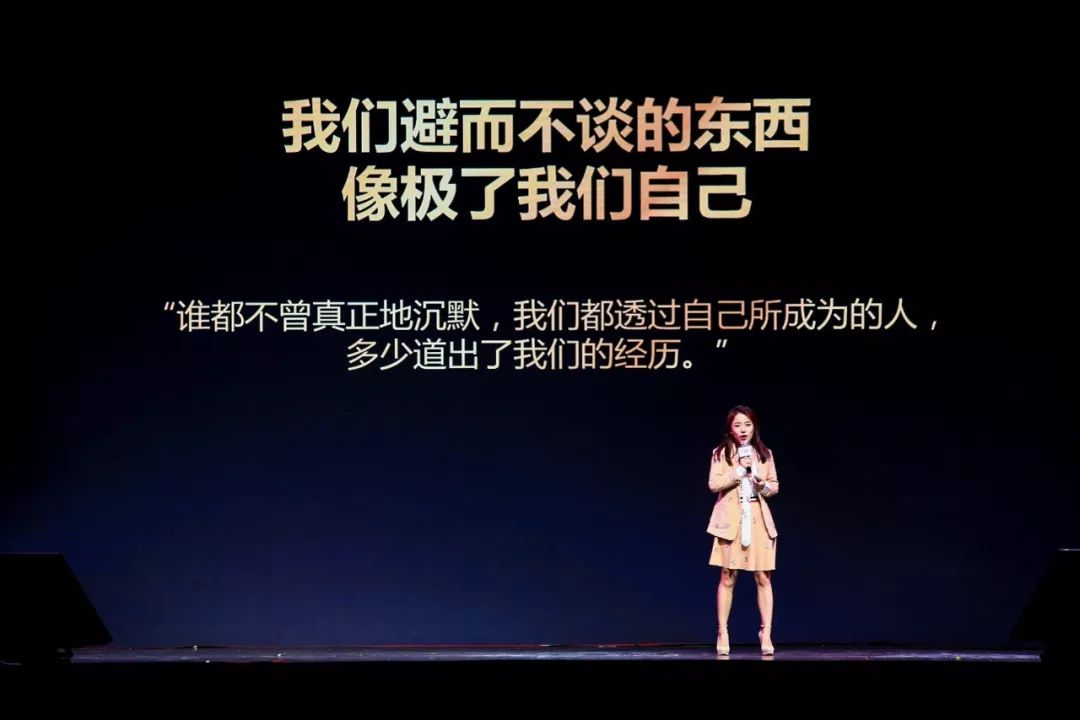 我们避而不谈的东西
像极了我们自己
“谁都不曾真正地沉默，我们都透过自己所成为的人，
多少道出了我们的经历。”